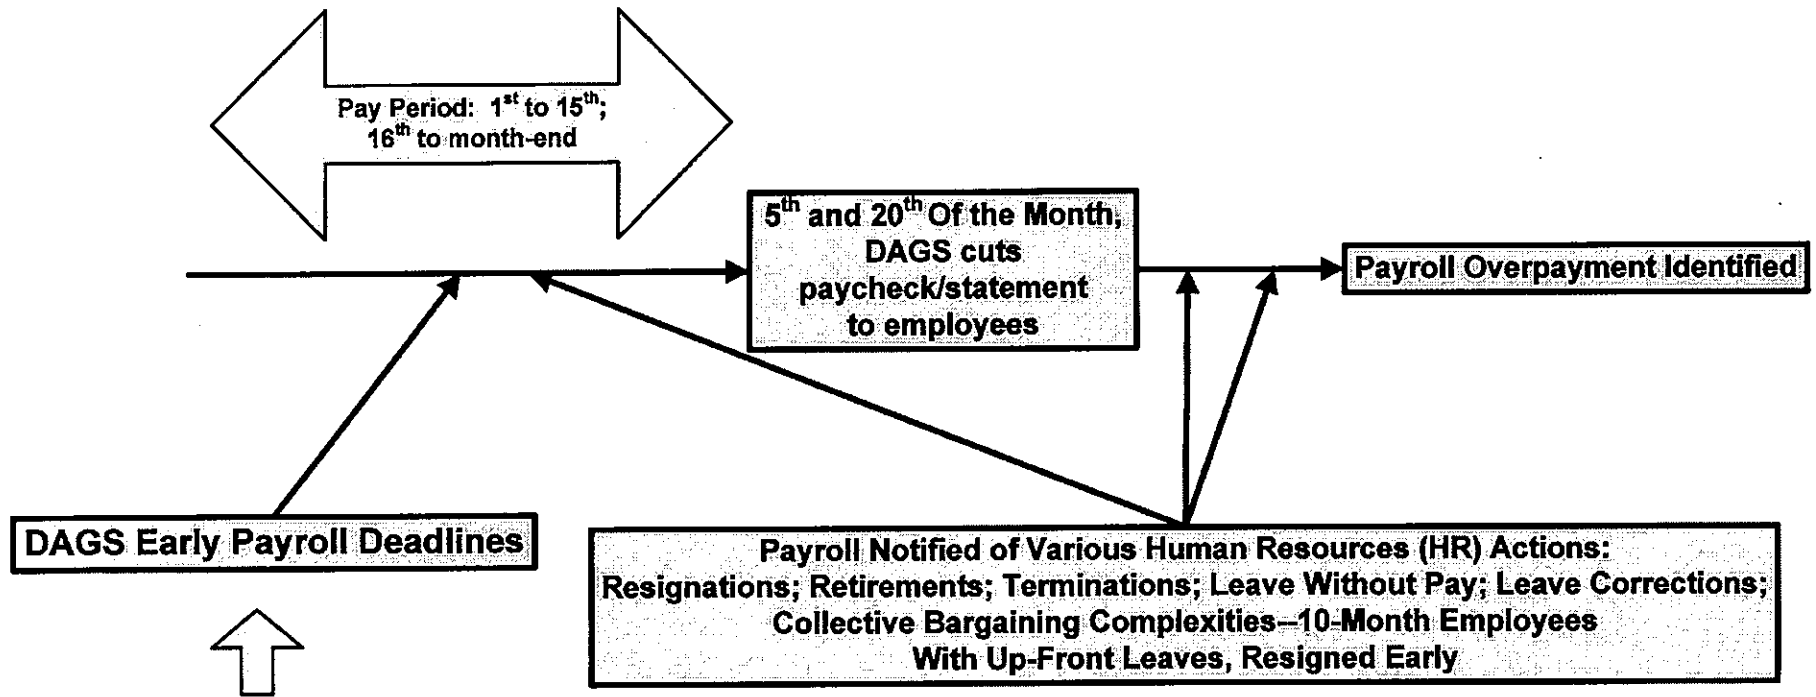 Pay Period: 1st to 15th;
16th to month-end
5th and 20th Of the Month,
DAGS cuts
paycheck/statement
to employees
Payroll Overpayment Identified
DAGS Early Payroll Deadlines
Payroll Notified of Various Human Resources (HR) Actions:
Resignations; Retirements; Terminations; Leave Without Pay; Leave Corrections;
Collective Bargaining Complexities--10-Month Employees
With Up-Front Leaves, Resigned Early